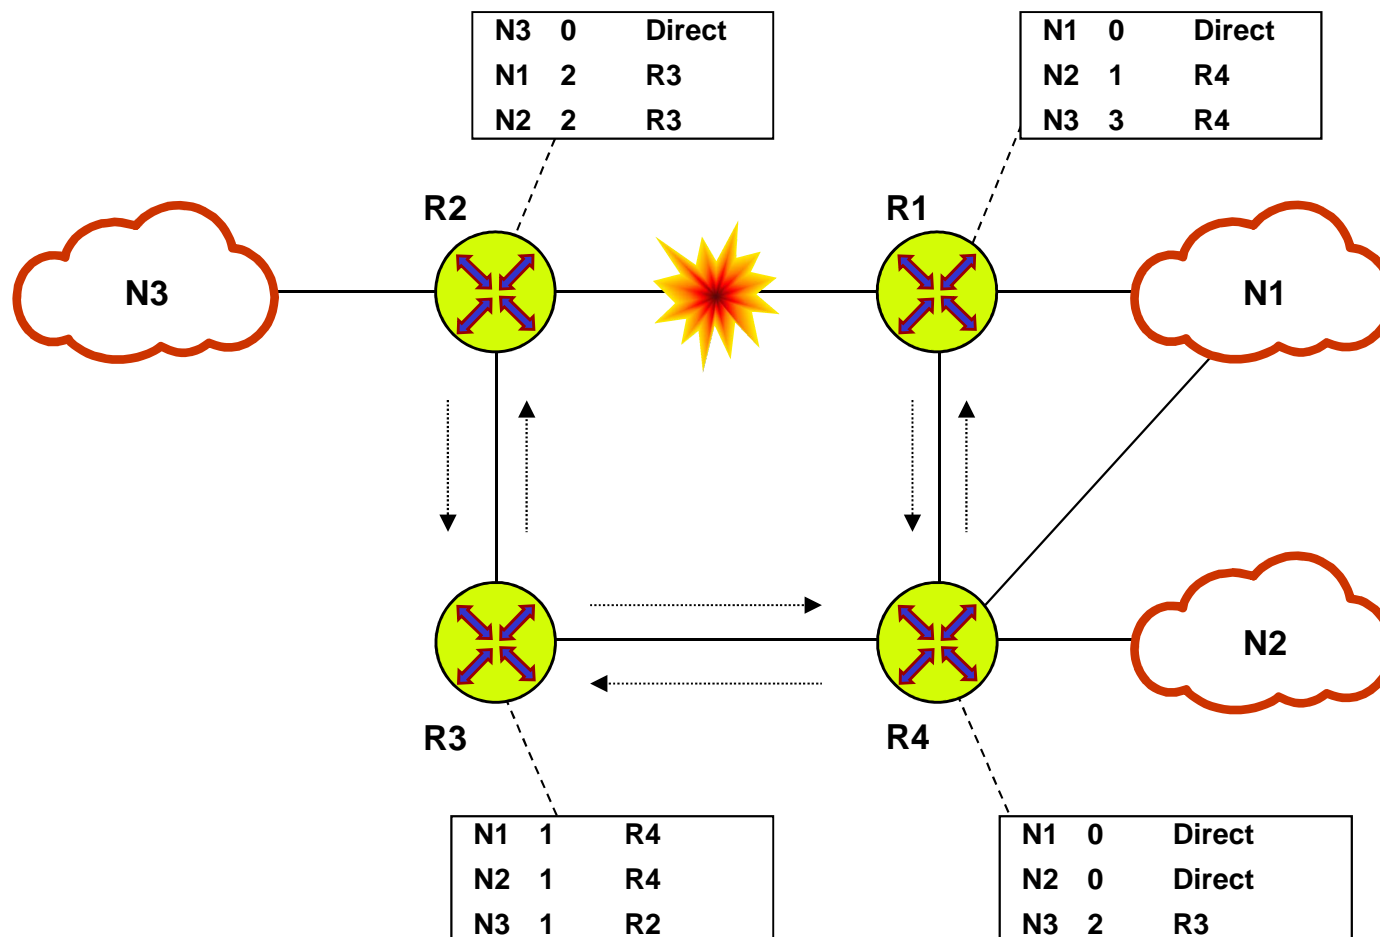 N3 0 Direct
N1 2 R3
N2 2 R3
N1 0 Direct
N2 1 R4
N3 3 R4
R2
R1
N3
N1
N2
R3
R4
N1 1 R4
N2 1 R4
N3 1 R2
N1 0 Direct
N2 0 Direct
N3 2 R3